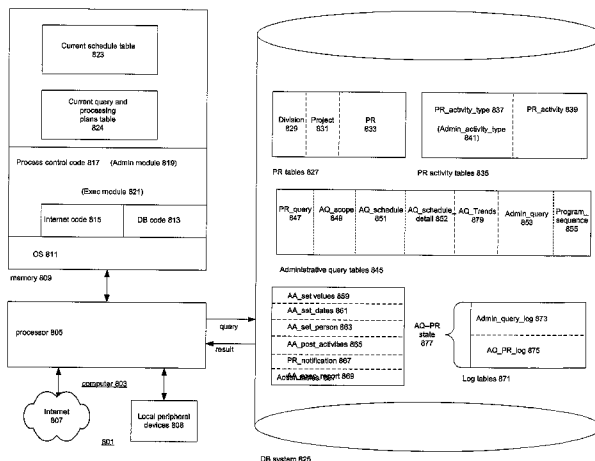 Current schedule table
823
Current query and
processing
plans table
824
Process control code 817 (Admin module 819)
(Exec module 821)
Internet code 815
DB code 813
OS 811
memory 809
processor 805
computer 803
Internet
807
Local peripheral
devices 808
801
query
result
Division
829
Project
831
PR
833
PR tables 827
PR_activity_type 837
(Admin_activity_type
841)
PR_activity 839
PR activity tables 835
PR_query
847
AQ_scope
849
AQ_schedule
851
AQ_schedule_
detail 852
AQ_Trends
879
Admin_query
853
Program_
sequence
855
Administrative query tables 845
AA_set values 859
AA_set_dates 861
AA_set_person 863
AA_post_activities 865
PR_notification 867
AA_exec_report 869
AQ–PR
state
877
Admin_query_log 873
AQ_PR_log 875
Log tables 871
DB system 825